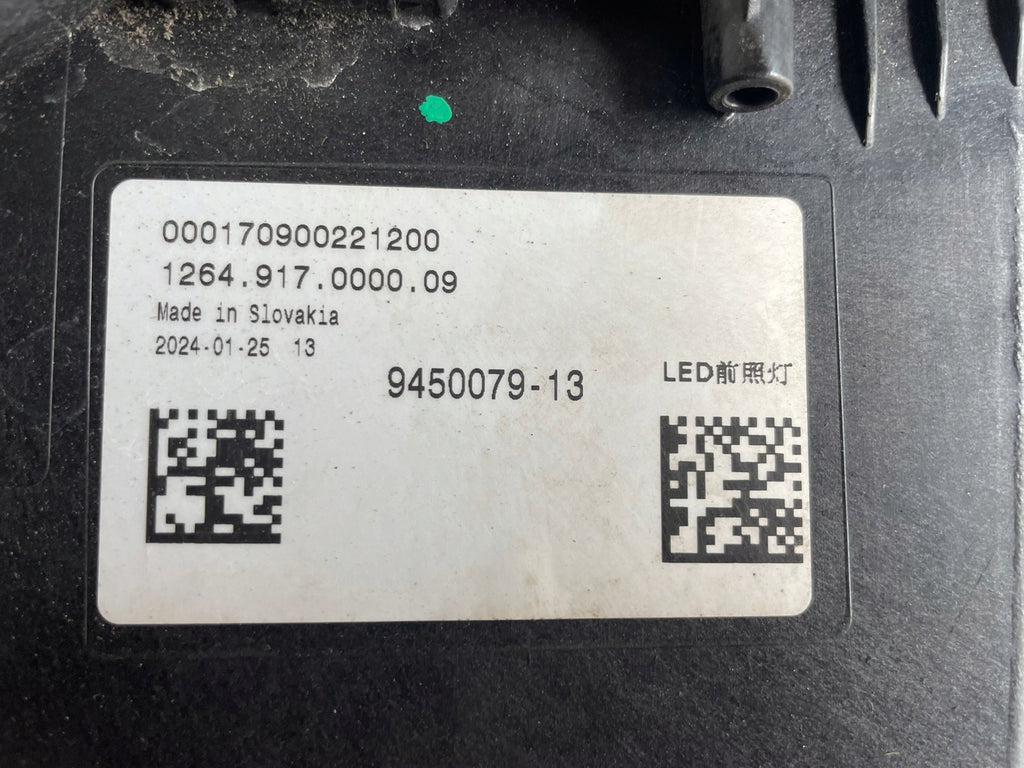 000170900221200
1264.917.0000.09
Made in Slovakia
2024-01-25 13
9450079-13
LED前照灯